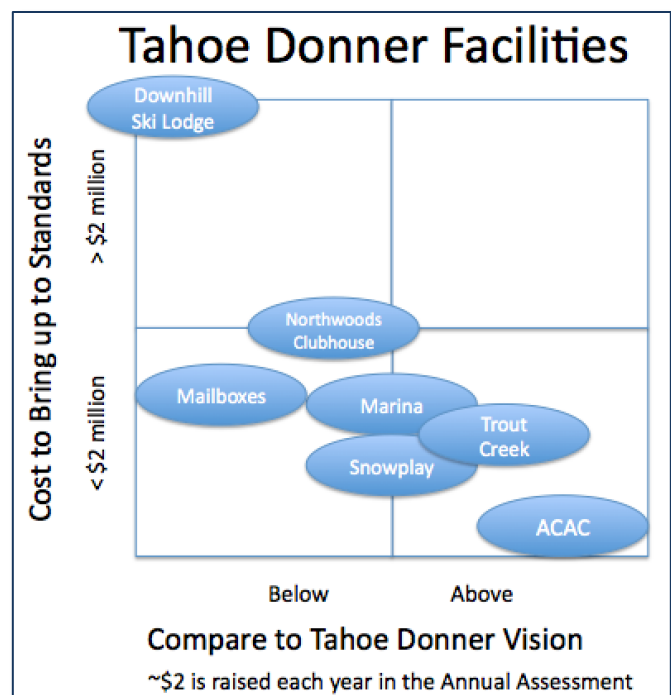 Tahoe Donner Facilities
Downhill
Ski Lodge
Cost to Bring up to Standards
> $2 million
< $2 million
Northwoods
Clubhouse
Mailboxes
Marina
Trout
Creek
Snowplay
ACAC
Below
Above
Compare to Tahoe Donner Vision
~$2 is raised each year in the Annual Assessment